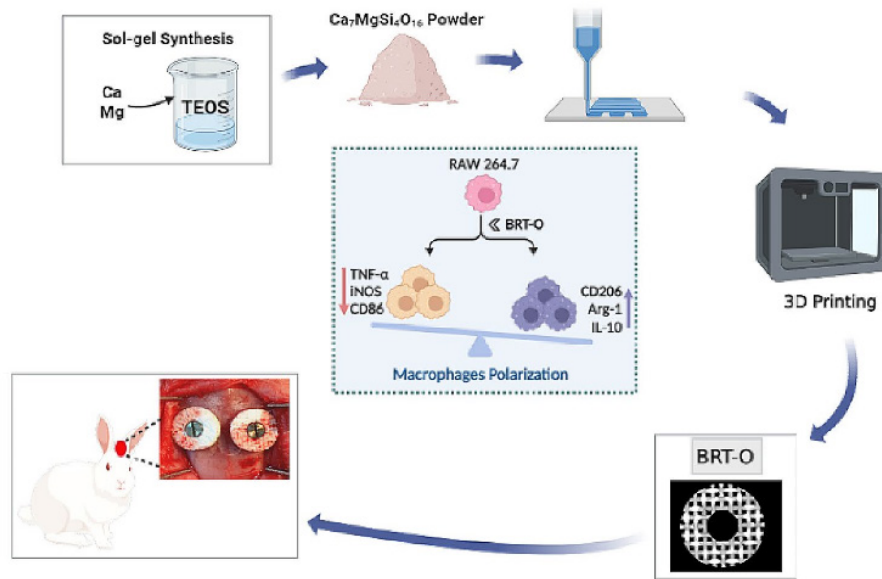 Sol-gel Synthesis
Ca
Mg
TEOS
Ca₇MgSi₄O₁₆ Powder
RAW 264.7
BRT-O
TNF-α
iNOS
CD86
CD206
Arg-1
IL-10
Macrophages Polarization
3D Printing
BRT-O